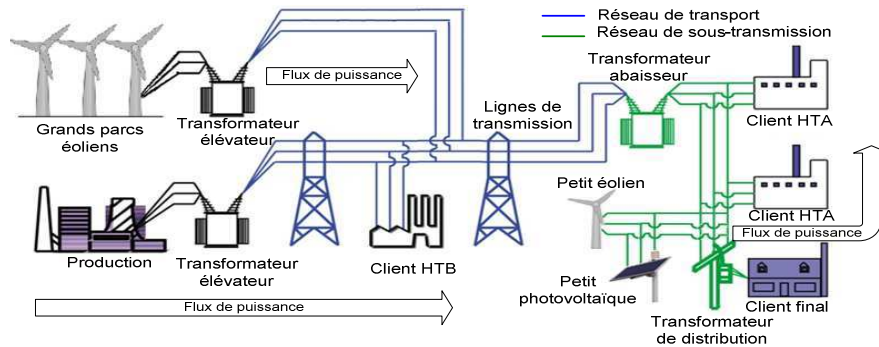 Réseau de transport
Réseau de sous-transmission
Flux de puissance
Transformateur
abaisseur
Grands parcs
éoliens
Transformateur
élévateur
Lignes de
transmission
Client HTA
Petit éolien
Client HTA
Flux de puissance
Production
Transformateur
élévateur
Client HTB
Petit
photovoltaïque
Client final
Flux de puissance
Transformateur
de distribution